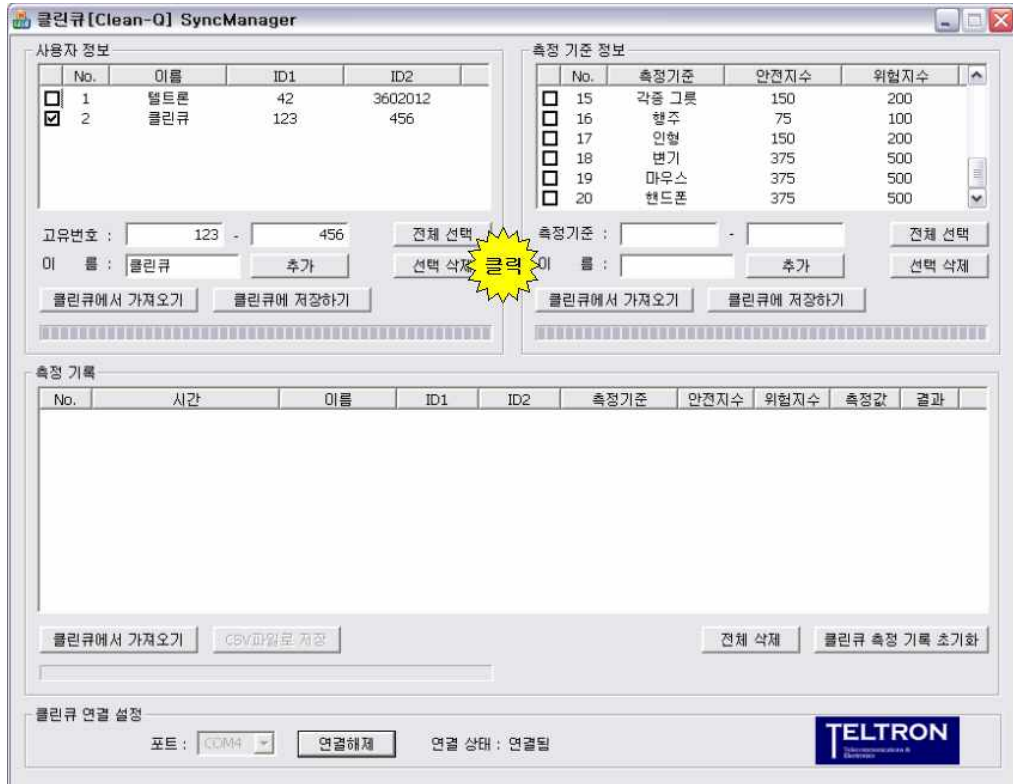 클린큐[Clean-Q] SyncManager
사용자 정보
No. 이름 ID1 ID2
1 텔트론 42 3602012
2 클린큐 123 456
고유번호 : 123 - 456 전체 선택
이 름 : 클린큐 추가 선택 삭제
클린큐에서 가져오기 클린큐에 저장하기
클릭
측정 기준 정보
No. 측정기준 안전지수 위험지수
15 각종 그릇 150 200
16 행주 75 100
17 인형 150 200
18 변기 375 500
19 마우스 375 500
20 핸드폰 375 500
측정기준 : - 전체 선택
이 름 : 추가 선택 삭제
클린큐에서 가져오기 클린큐에 저장하기
측정 기록
No. 시간 이름 ID1 ID2 측정기준 안전지수 위험지수 측정값 결과
클린큐에서 가져오기 CSV파일로 저장 전체 삭제 클린큐 측정 기록 초기화
클린큐 연결 설정
포트 : COM4 연결해제 연결 상태 : 연결됨
TELTRON
Telecommunications &
Electronics